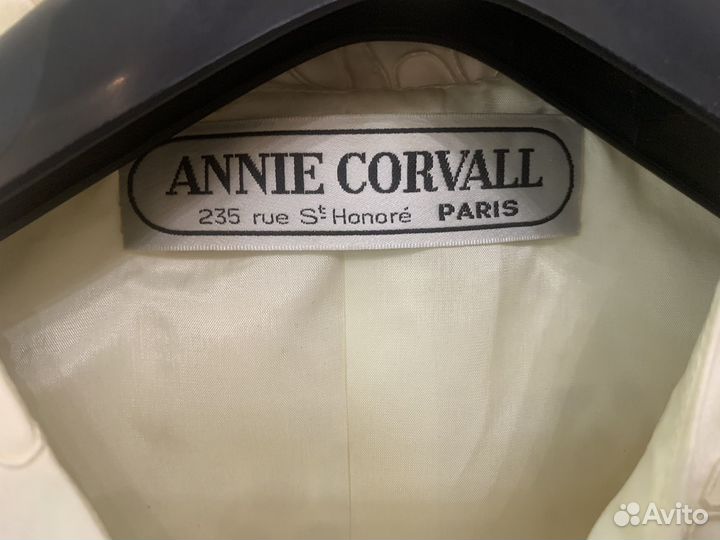 ANNIE CORVALL
235 rue St Honoré PARIS
Avito